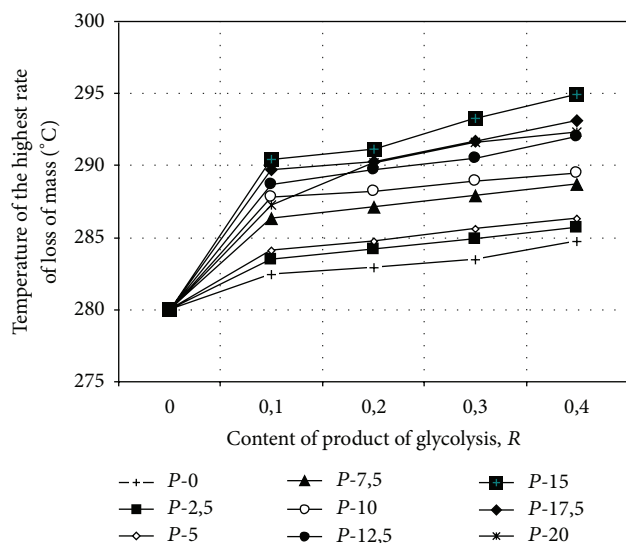 300
295
290
285
280
275
Temperature of the highest rate
of loss of mass (°C)
0 0,1 0,2 0,3 0,4
Content of product of glycolysis, R
P-0 P-7,5 P-15
P-2,5 P-10 P-17,5
P-5 P-12,5 P-20